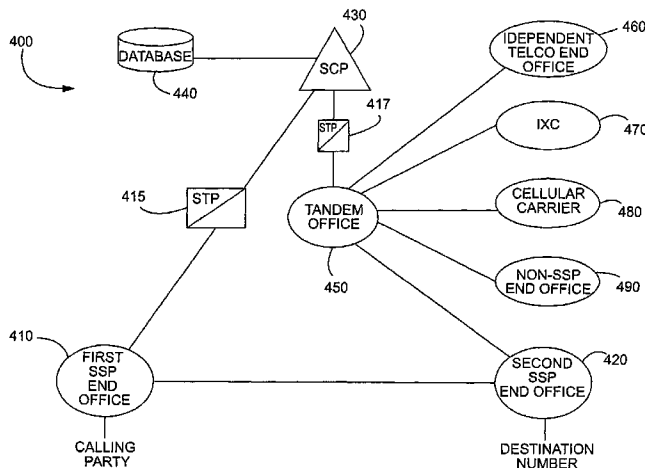 430
460
400
DATABASE
SCP
IDEPENDENT
TELCO END
OFFICE
440
417
STP
IXC
470
415
STP
TANDEM
OFFICE
CELLULAR
CARRIER
480
450
NON-SSP
END OFFICE
490
410
420
FIRST
SSP
END
OFFICE
SECOND
SSP
END OFFICE
CALLING
PARTY
DESTINATION
NUMBER